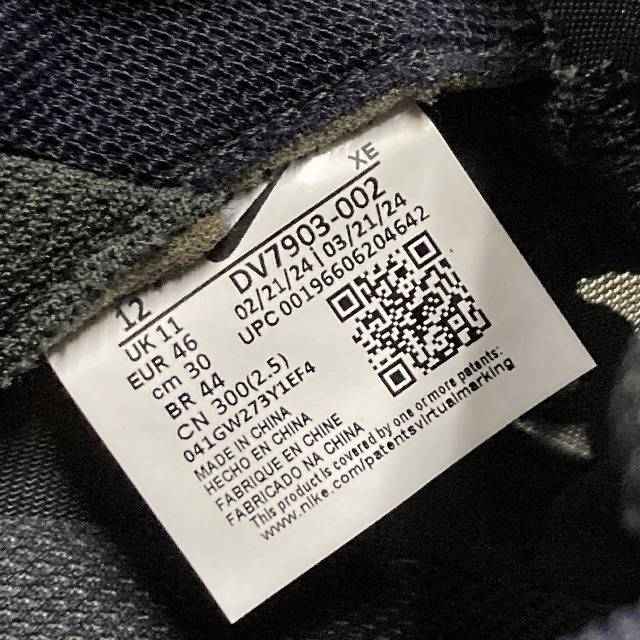 12 XE
UK 11 DV7903-002
EUR 46 02/21/24 | 03/21/24
cm 30 UPC 00196606204642
BR 44
CN 300(2.5)
041GW273Y1EF4
MADE IN CHINA
HECHO EN CHINA
FABRIQUE EN CHINE
FABRICADO NA CHINA
This product is covered by one or more patents:
www.nike.com/patentsvirtualmarking